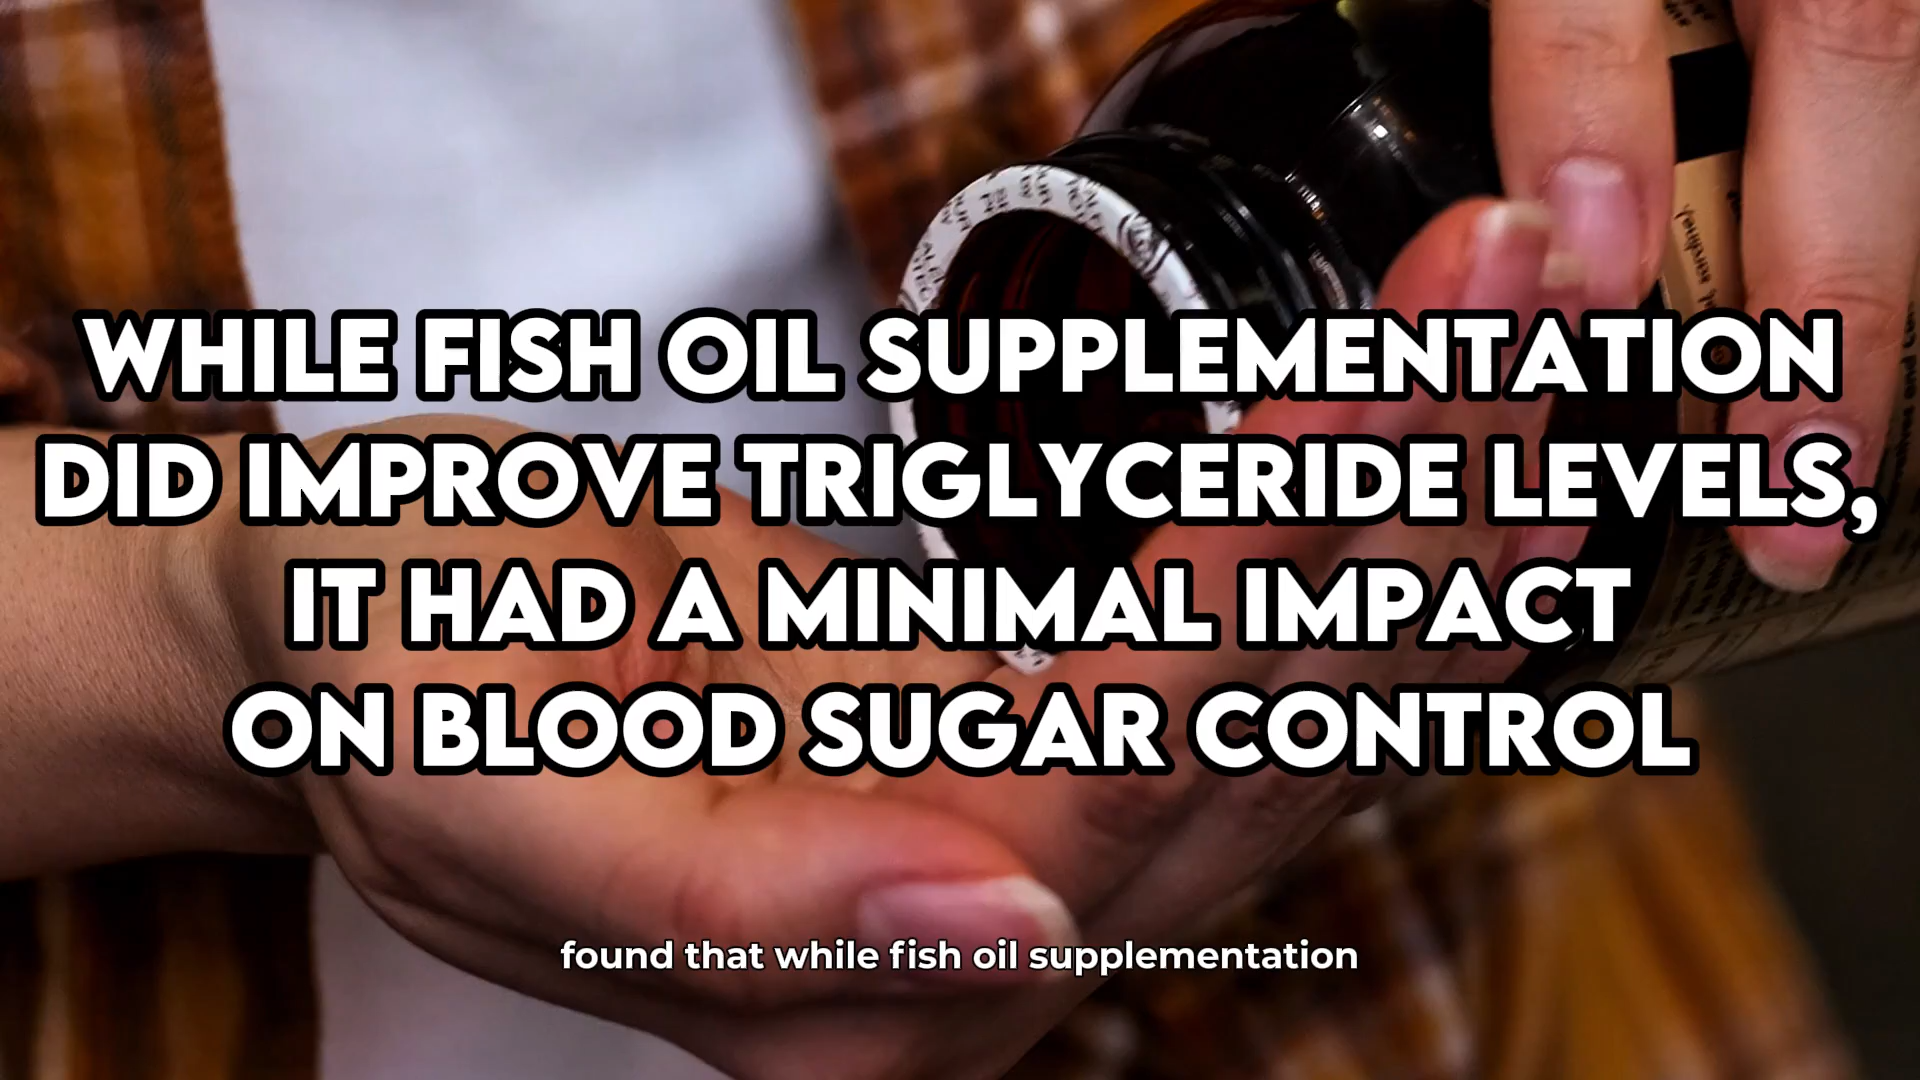 WHILE FISH OIL SUPPLEMENTATION
DID IMPROVE TRIGLYCERIDE LEVELS,
IT HAD A MINIMAL IMPACT
ON BLOOD SUGAR CONTROL
found that while fish oil supplementation